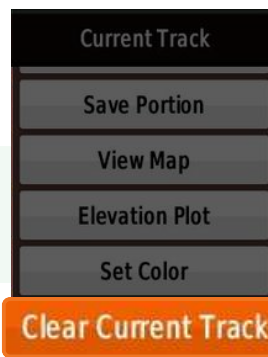 Current Track
Save Portion
View Map
Elevation Plot
Set Color
Clear Current Track